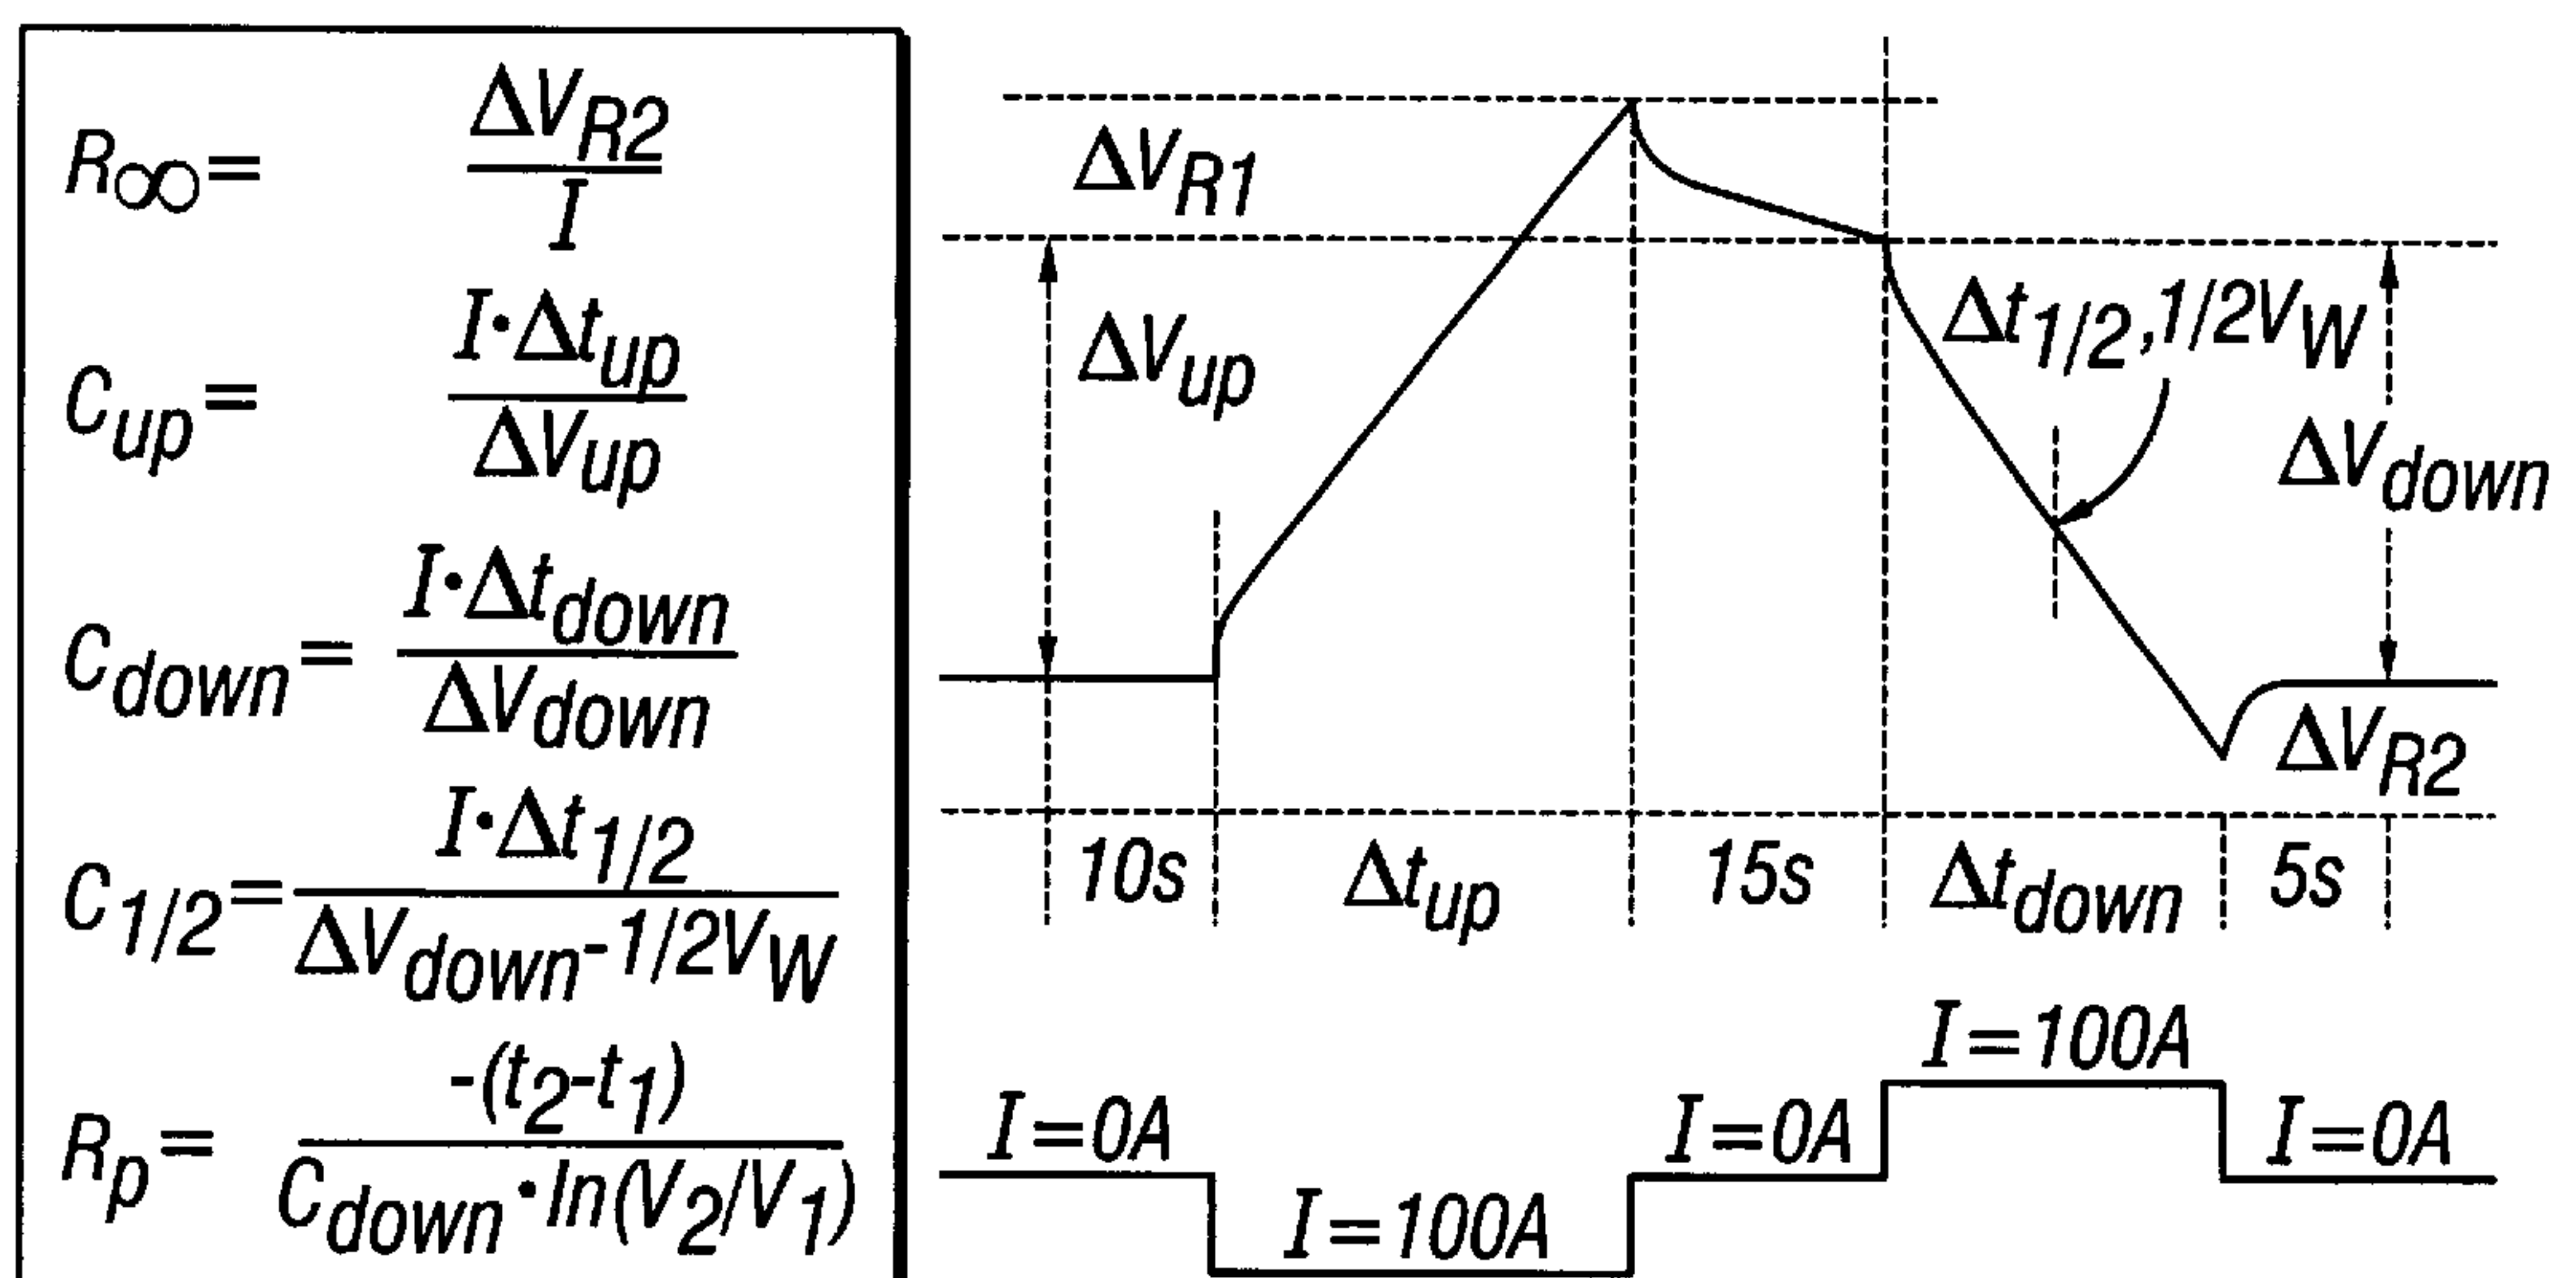 R∞= ΔVR2/I
Cup= I·Δtup/ΔVup
Cdown= I·Δtdown/ΔVdown
C1/2= I·Δt1/2/ΔVdown-1/2VW
Rp= -(t2-t1)/Cdown·ln(V2/V1)
ΔVR1
ΔVup
Δt1/2,1/2VW
ΔVdown
ΔVR2
10s Δtup 15s Δtdown 5s
I=100A
I=0A I=0A I=0A
I=100A